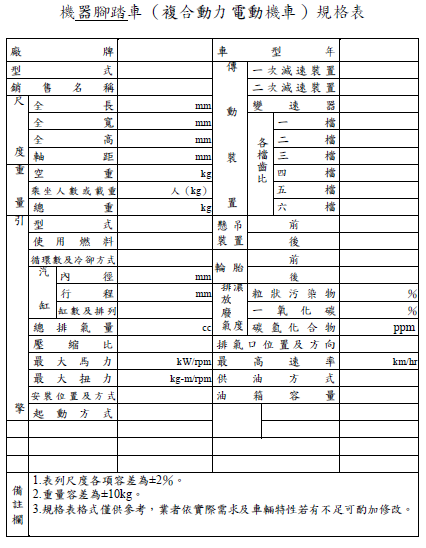 機器腳踏車（複合動力電動機車）規格表
廠牌 車型年
型式 傳動裝置 一次減速裝置
銷售名稱 二次減速裝置
尺度 全長 mm 變速器
全寬 mm 各檔齒比 一檔
全高 mm 二檔
軸距 mm 三檔
重量 空重 kg 四檔
乘坐人數或載重 人（kg） 五檔
總重 kg 六檔
引擎 型式 懸吊裝置 前
使用燃料 後
循環數及冷卻方式 輪胎 前
汽缸 內徑 mm 後
行程 mm 排放廢氣濃度 粒狀污染物 %
缸數及排列 一氧化碳 %
總排氣量 cc 碳氫化合物 ppm
壓縮比 排氣口位置及方向
最大馬力 kW/rpm 最高速率 km/hr
最大扭力 kg-m/rpm 供油方式
安裝位置及方式 油箱容量
起動方式
備註欄
1.表列尺度各項容差為±2%。
2.重量容差為±10kg。
3.規格表格式僅供參考，業者依實際需求及車輛特性若有不足可酌加修改。